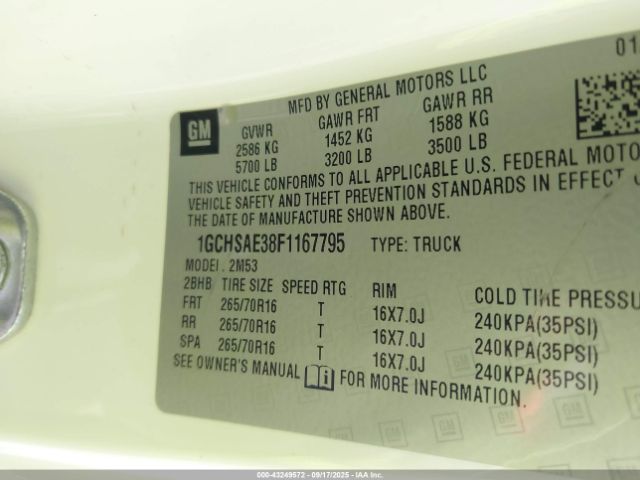 MFD BY GENERAL MOTORS LLC 01
GM GVWR GAWR FRT GAWR RR
2586 KG 1452 KG 1588 KG
5700 LB 3200 LB 3500 LB
THIS VEHICLE CONFORMS TO ALL APPLICABLE U.S. FEDERAL MOTO
VEHICLE SAFETY AND THEFT PREVENTION STANDARDS IN EFFECT
THE DATE OF MANUFACTURE SHOWN ABOVE.
1GCHSAE38F1167795 TYPE: TRUCK
MODEL: 2M53
2BHB TIRE SIZE SPEED RTG RIM COLD TIRE PRESSU
FRT 265/70R16 T 16X7.0J 240KPA(35PSI)
RR 265/70R16 T 16X7.0J 240KPA(35PSI)
SPA 265/70R16 T 16X7.0J 240KPA(35PSI)
SEE OWNER'S MANUAL FOR MORE INFORMATION.
000-43249572 - 09/17/2025 - IAA Inc.